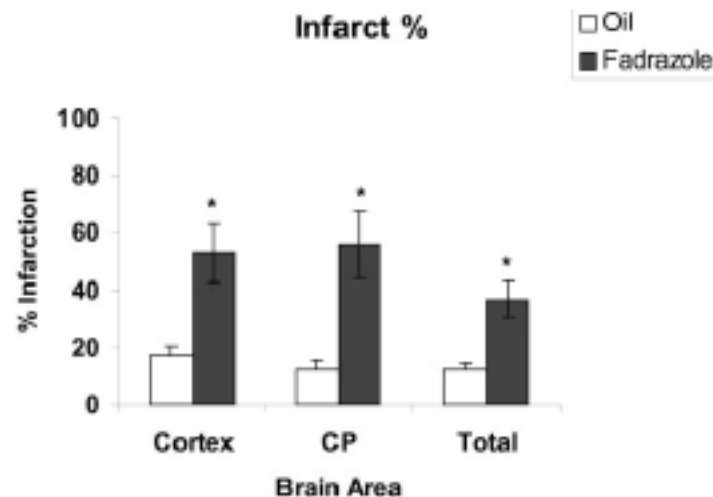 Infarct %
Oil
Fadrazole
100
80
60
40
20
0
% Infarction
*
*
*
Cortex
CP
Total
Brain Area